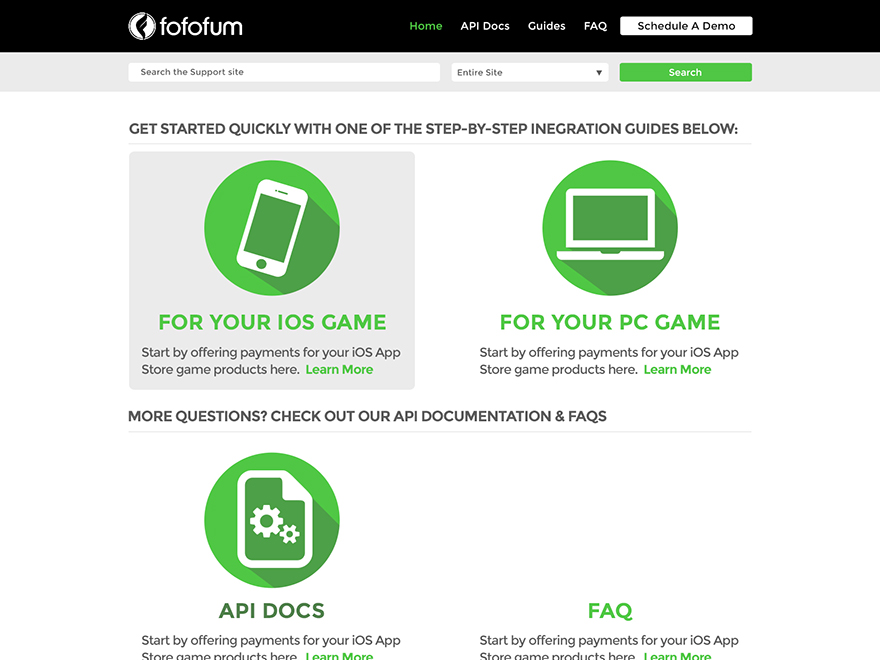 fofofum
Home API Docs Guides FAQ Schedule A Demo
Search the Support site Entire Site Search
GET STARTED QUICKLY WITH ONE OF THE STEP-BY-STEP INEGRATION GUIDES BELOW:
FOR YOUR IOS GAME
Start by offering payments for your iOS App
Store game products here. Learn More
FOR YOUR PC GAME
Start by offering payments for your iOS App
Store game products here. Learn More
MORE QUESTIONS? CHECK OUT OUR API DOCUMENTATION & FAQS
API DOCS
Start by offering payments for your iOS App
Store game products here. Learn More
FAQ
Start by offering payments for your iOS App
Store game products here. Learn More